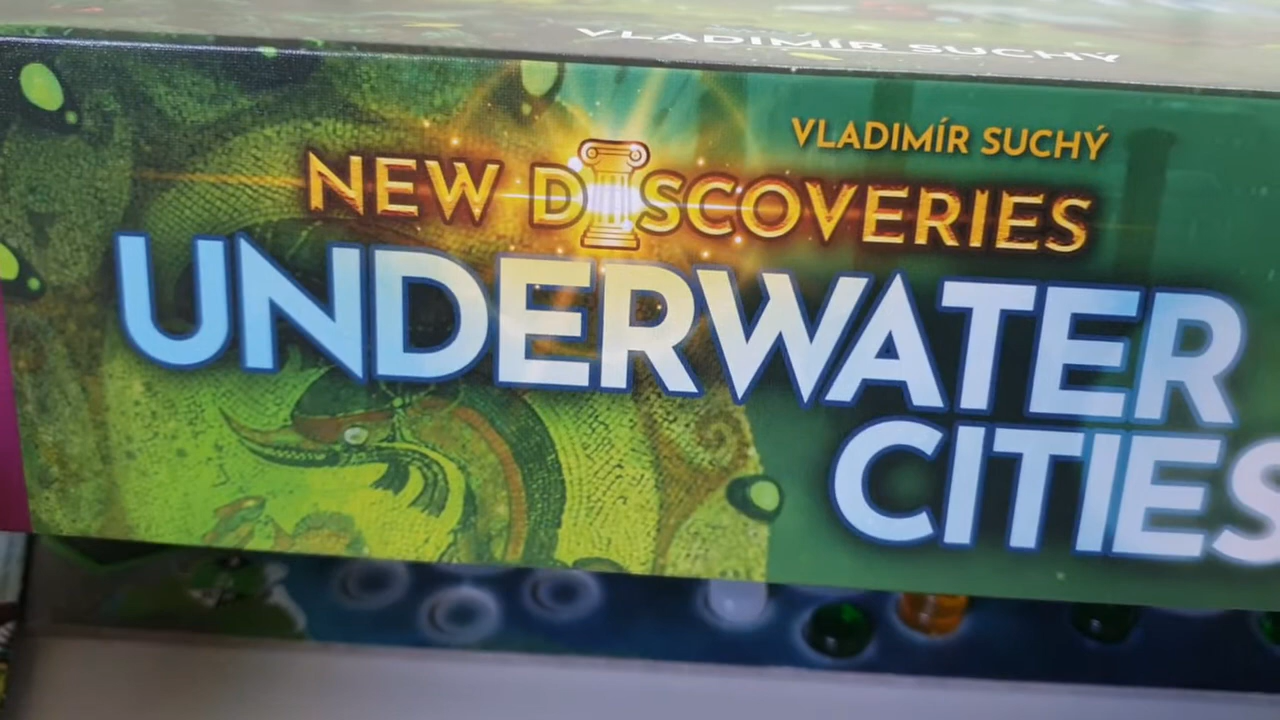 VLADIMÍR SUCHÝ
VLADIMÍR SUCHÝ
NEW DISCOVERIES
UNDERWATER
CITIES